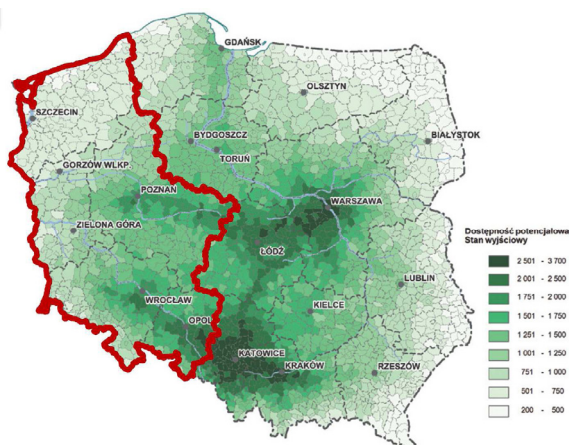 GDAŃSK
OLSZTYN
SZCZECIN
BIAŁYSTOK
BYDGOSZCZ
TORUŃ
GORZÓW WLKP.
POZNAŃ
WARSZAWA
ZIELONA GÓRA
ŁÓDŹ
LUBLIN
WROCŁAW
KIELCE
OPOL
KATOWICE
KRAKÓW
RZESZÓW
Dostępność potencjałowa
Stan wyjściowy
2 501 - 3 700
2 001 - 2 500
1 751 - 2 000
1 501 - 1 750
1 251 - 1 500
1 001 - 1 250
751 - 1 000
501 - 750
200 - 500